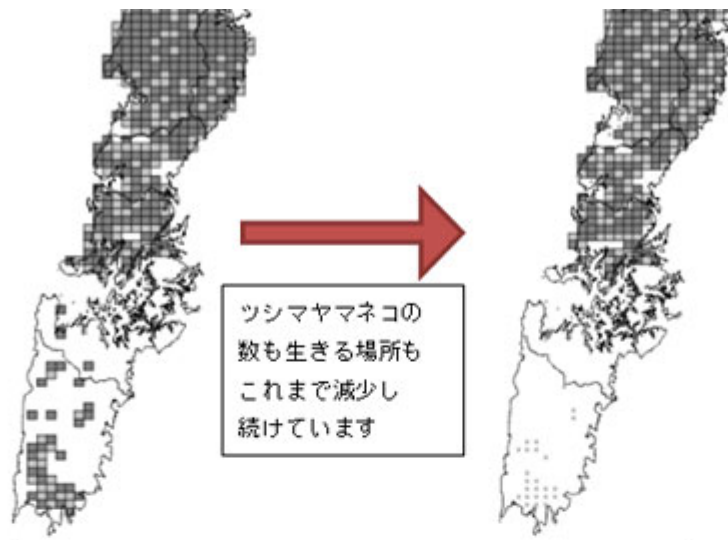 ツシマヤマネコの
数も生きる場所も
これまで減少し
続けています